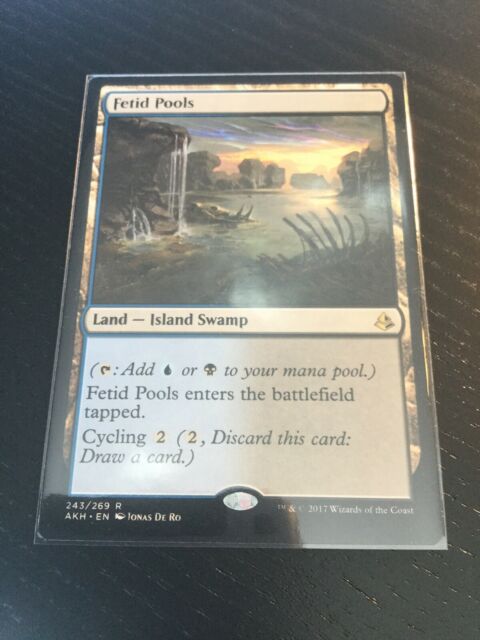 Fetid Pools
Land — Island Swamp
( : Add or to your mana pool.)
Fetid Pools enters the battlefield
tapped.
Cycling 2 (2, Discard this card:
Draw a card.)
243/269 R
AKH • EN Jonas De Ro
™ & © 2017 Wizards of the Coast